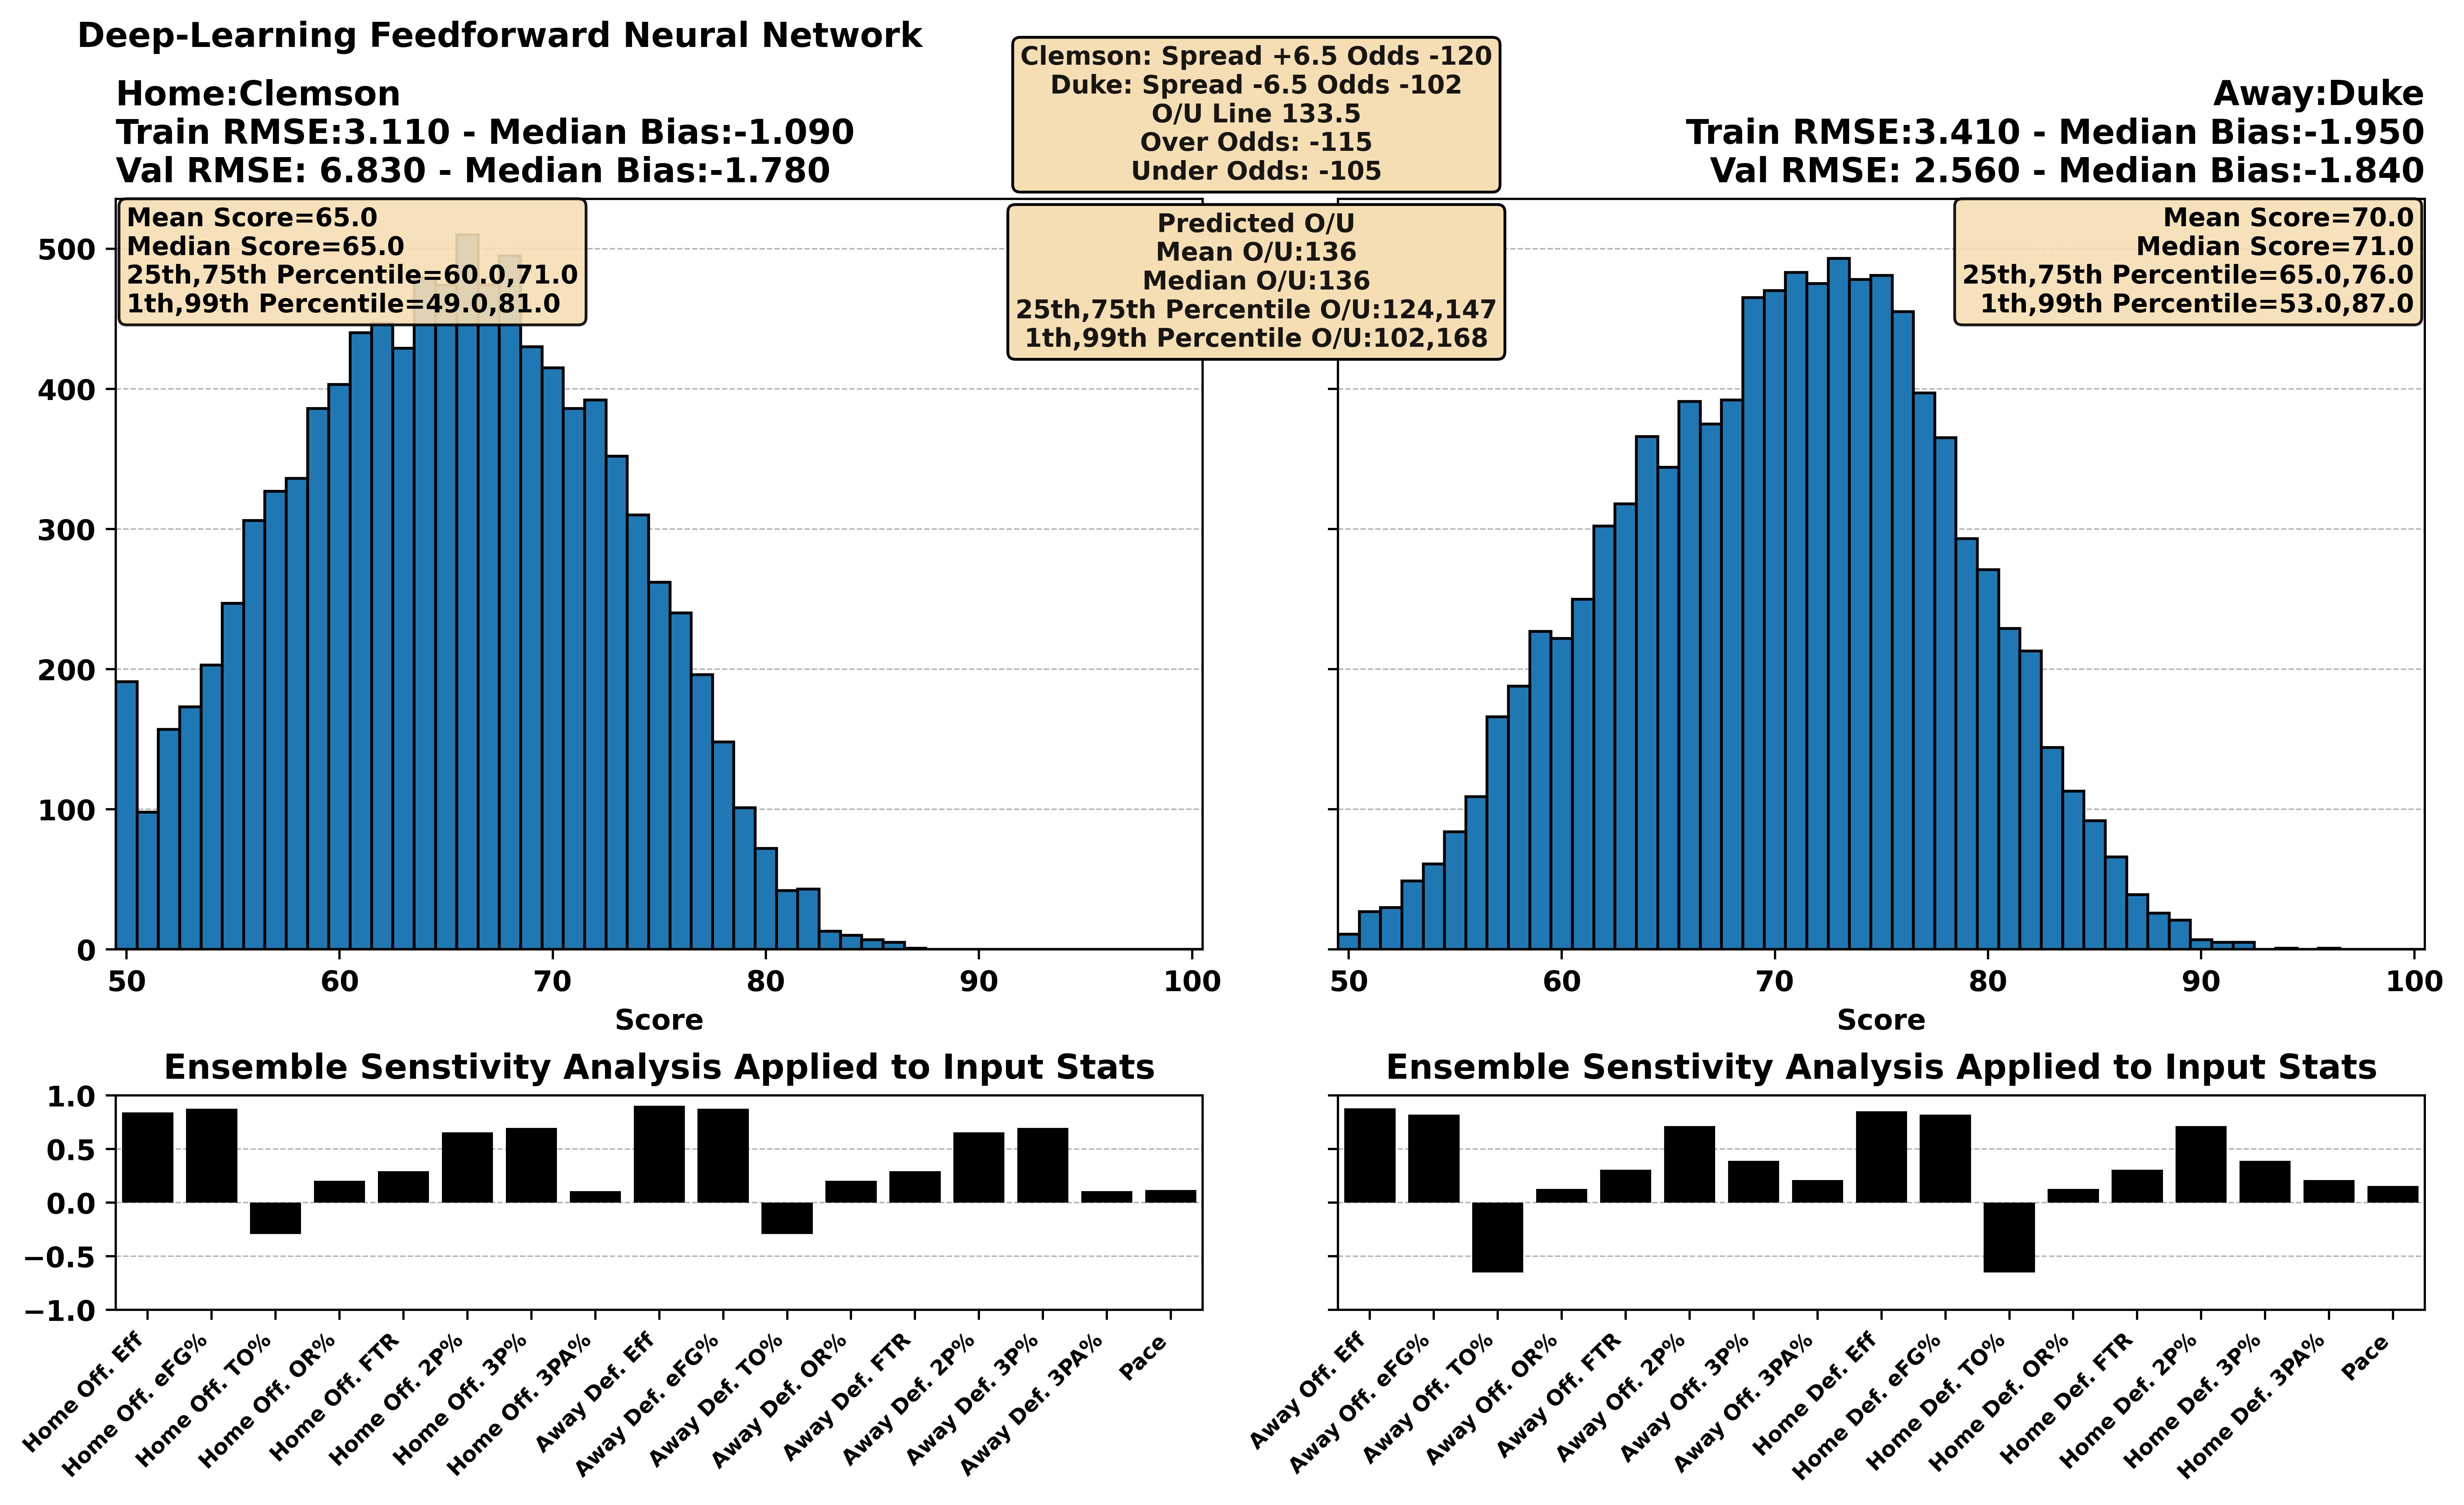 Deep-Learning Feedforward Neural Network
Home:Clemson
Train RMSE:3.110 - Median Bias:-1.090
Val RMSE: 6.830 - Median Bias:-1.780
Clemson: Spread +6.5 Odds -120
Duke: Spread -6.5 Odds -102
O/U Line 133.5
Over Odds: -115
Under Odds: -105
Away:Duke
Train RMSE:3.410 - Median Bias:-1.950
Val RMSE: 2.560 - Median Bias:-1.840
Mean Score=65.0
Median Score=65.0
25th,75th Percentile=60.0,71.0
1th,99th Percentile=49.0,81.0
Predicted O/U
Mean O/U:136
Median O/U:136
25th,75th Percentile O/U:124,147
1th,99th Percentile O/U:102,168
Mean Score=70.0
Median Score=71.0
25th,75th Percentile=65.0,76.0
1th,99th Percentile=53.0,87.0
500
400
300
200
100
0
50 60 70 80 90 100
Score
50 60 70 80 90 100
Score
Ensemble Senstivity Analysis Applied to Input Stats
1.0
0.5
0.0
−0.5
−1.0
Home Off. Eff
Home Off. eFG%
Home Off. TO%
Home Off. OR%
Home Off. FTR
Home Off. 2P%
Home Off. 3P%
Home Off. 3PA%
Away Def. Eff
Away Def. eFG%
Away Def. TO%
Away Def. OR%
Away Def. FTR
Away Def. 2P%
Away Def. 3P%
Away Def. 3PA%
Pace
Ensemble Senstivity Analysis Applied to Input Stats
Away Off. Eff
Away Off. eFG%
Away Off. TO%
Away Off. OR%
Away Off. FTR
Away Off. 2P%
Away Off. 3P%
Away Off. 3PA%
Home Def. Eff
Home Def. eFG%
Home Def. TO%
Home Def. OR%
Home Def. FTR
Home Def. 2P%
Home Def. 3P%
Home Def. 3PA%
Pace